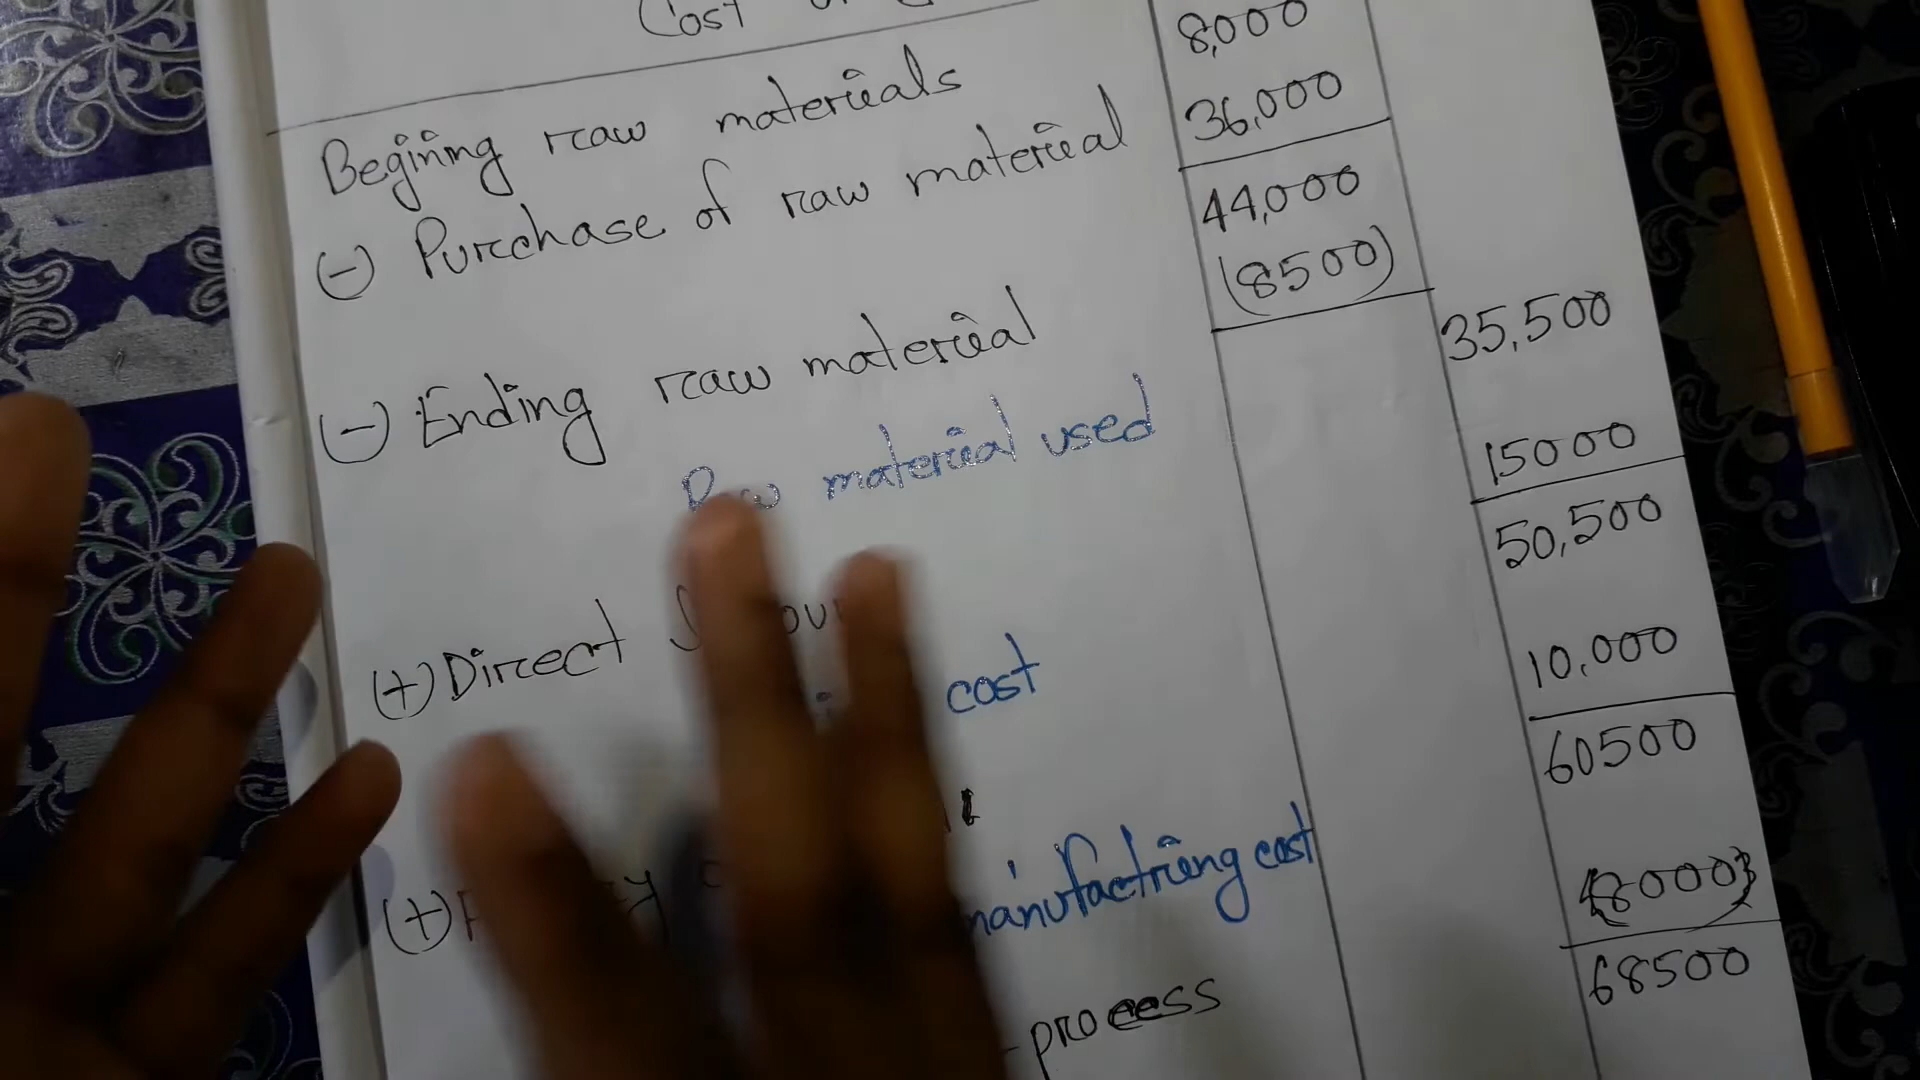 Cost
Begining raw materials 8,000
(-) Purchase of raw material 36,000
44,000
(-) Ending raw material (8500)
Raw material used 35,500
(+) Direct 15000
cost 50,500
(+) 10,000
manufactring cost 60500
process (8000)
68500